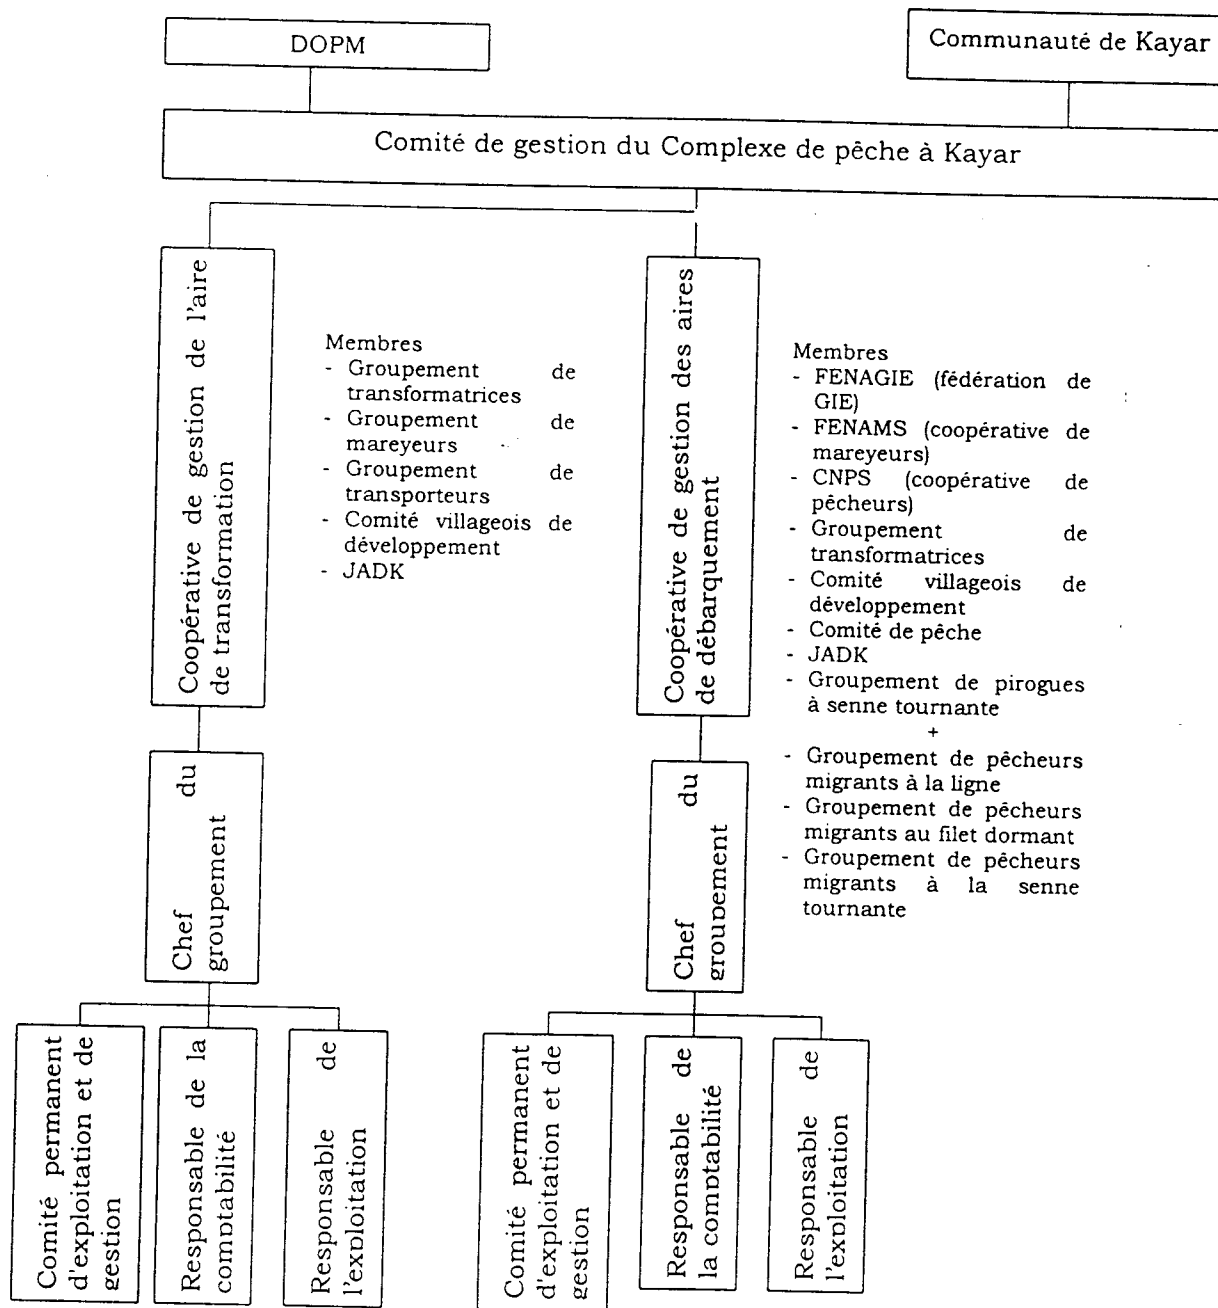 DOPM
Communauté de Kayar
Comité de gestion du Complexe de pêche à Kayar
Coopérative de gestion de l'aire
de transformation
Membres
- Groupement de
transformatrices
- Groupement de
mareyeurs
- Groupement de
transporteurs
- Comité villageois de
développement
- JADK
Coopérative de gestion des aires
de débarquement
Membres
- FENAGIE (fédération de
GIE)
- FENAMS (coopérative de
mareyeurs)
- CNPS (coopérative de
pêcheurs)
- Groupement de
transformatrices
- Comité villageois de
développement
- Comité de pêche
- JADK
- Groupement de pirogues
à senne tournante
+
- Groupement de pêcheurs
migrants à la ligne
- Groupement de pêcheurs
migrants au filet dormant
- Groupement de pêcheurs
migrants à la senne
tournante
Chef du
groupement
Chef du
groupement
Comité permanent
d'exploitation et de
gestion
Responsable de la
comptabilité
Responsable de
l'exploitation
Comité permanent
d'exploitation et de
gestion
Responsable de
la comptabilité
Responsable de
l'exploitation